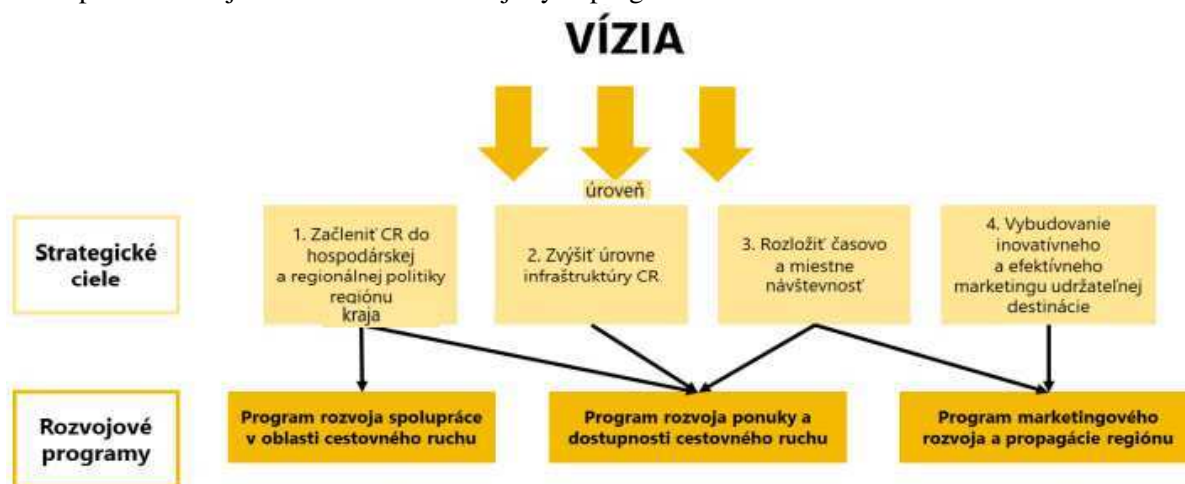 VÍZIA
úroveň
Strategické
ciele
1. Začleniť CR do
hospodárskej
a regionálnej politiky
regiónu
kraja
2. Zvýšiť úrovne
infraštruktúry CR
3. Rozložiť časovo
a miestne
návštevnosť
4. Vybudovanie
inovatívneho
a efektívneho
marketingu udržateľnej
destinácie
Rozvojové
programy
Program rozvoja spolupráce
v oblasti cestovného ruchu
Program rozvoja ponuky a
dostupnosti cestovného ruchu
Program marketingového
rozvoja a propagácie regiónu